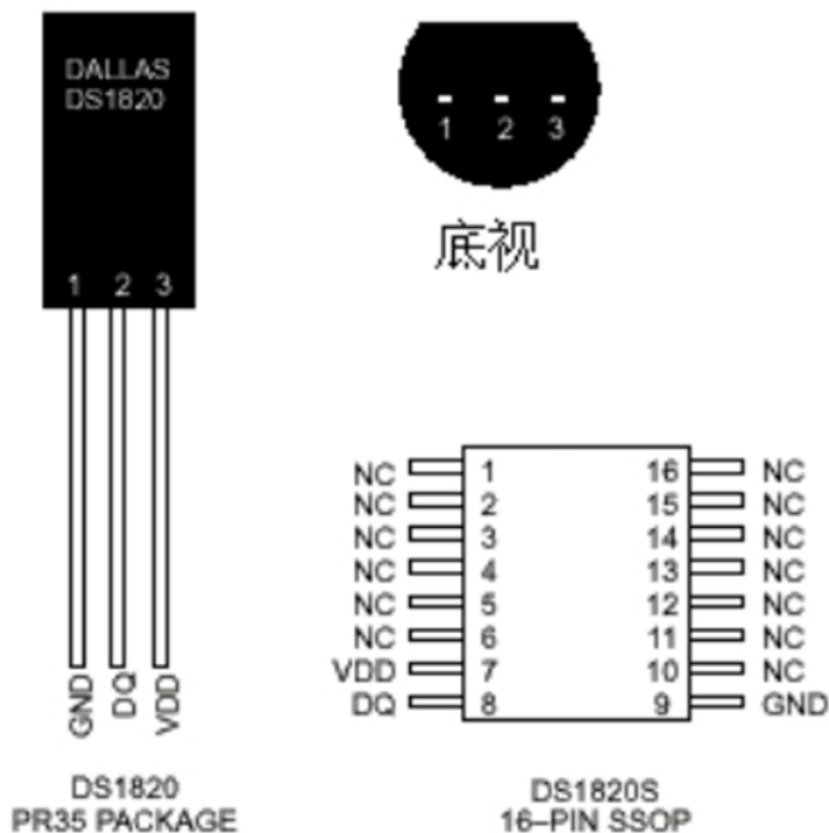 DALLAS
DS1820
1 2 3
GND DQ VDD
DS1820
PR35 PACKAGE
1 2 3
底视
NC 1 16 NC
NC 2 15 NC
NC 3 14 NC
NC 4 13 NC
NC 5 12 NC
NC 6 11 NC
VDD 7 10 NC
DQ 8 9 GND
DS1820S
16–PIN SSOP